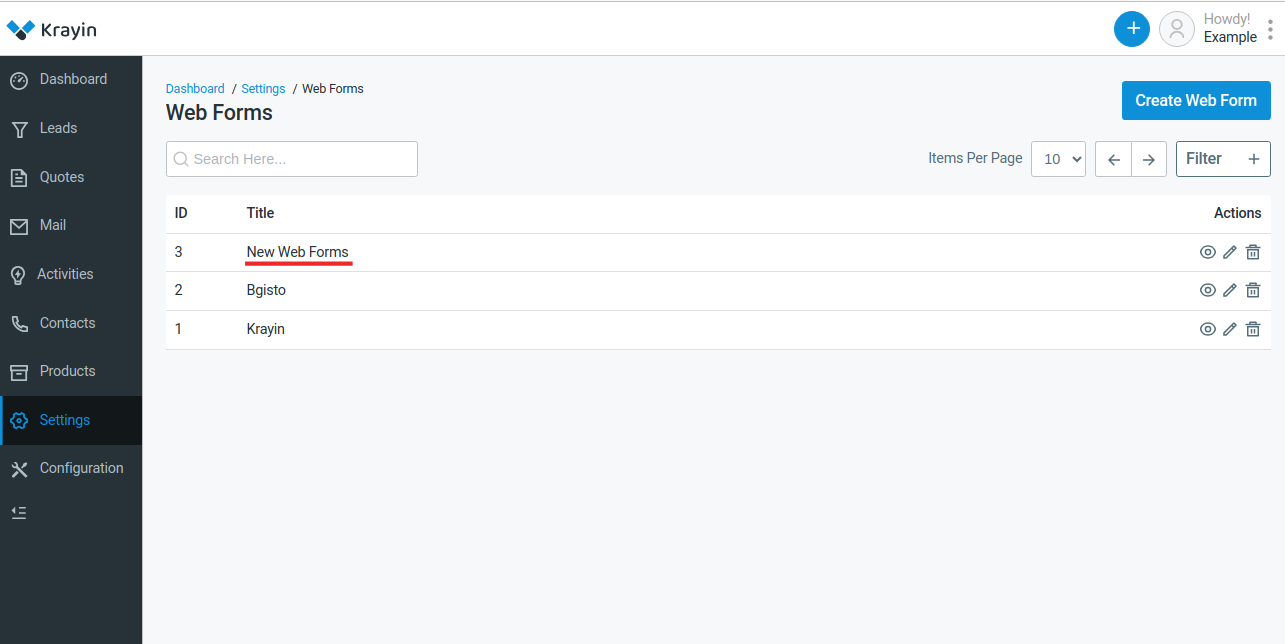 Krayin
+
Howdy!
Example
Dashboard
Leads
Quotes
Mail
Activities
Contacts
Products
Settings
Configuration
Dashboard / Settings / Web Forms
Web Forms
Create Web Form
Search Here...
Items Per Page 10 Filter +
ID Title Actions
3 New Web Forms
2 Bgisto
1 Krayin